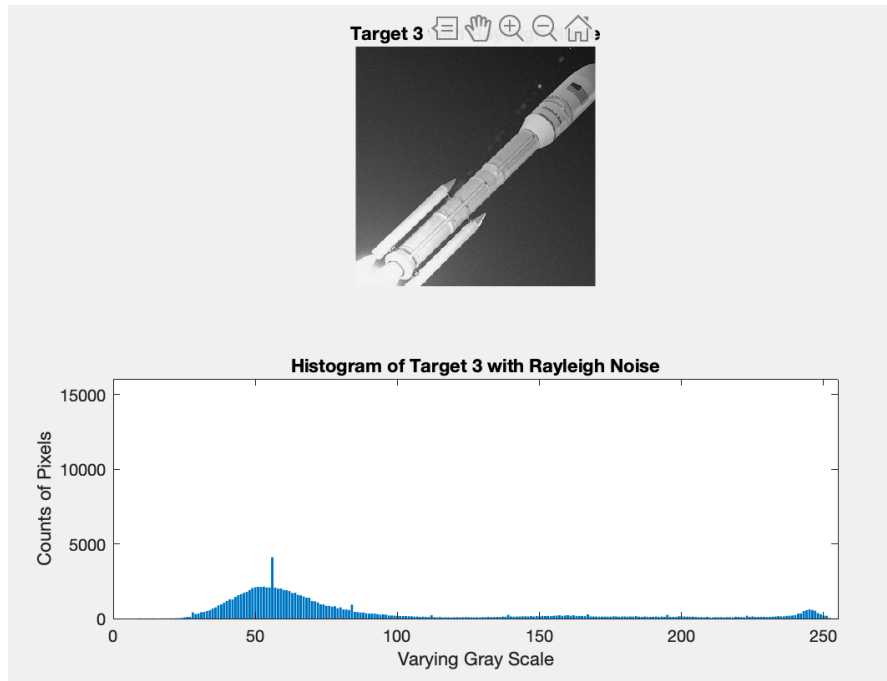 Target 3
Histogram of Target 3 with Rayleigh Noise
15000
10000
5000
0
Counts of Pixels
0 50 100 150 200 250
Varying Gray Scale